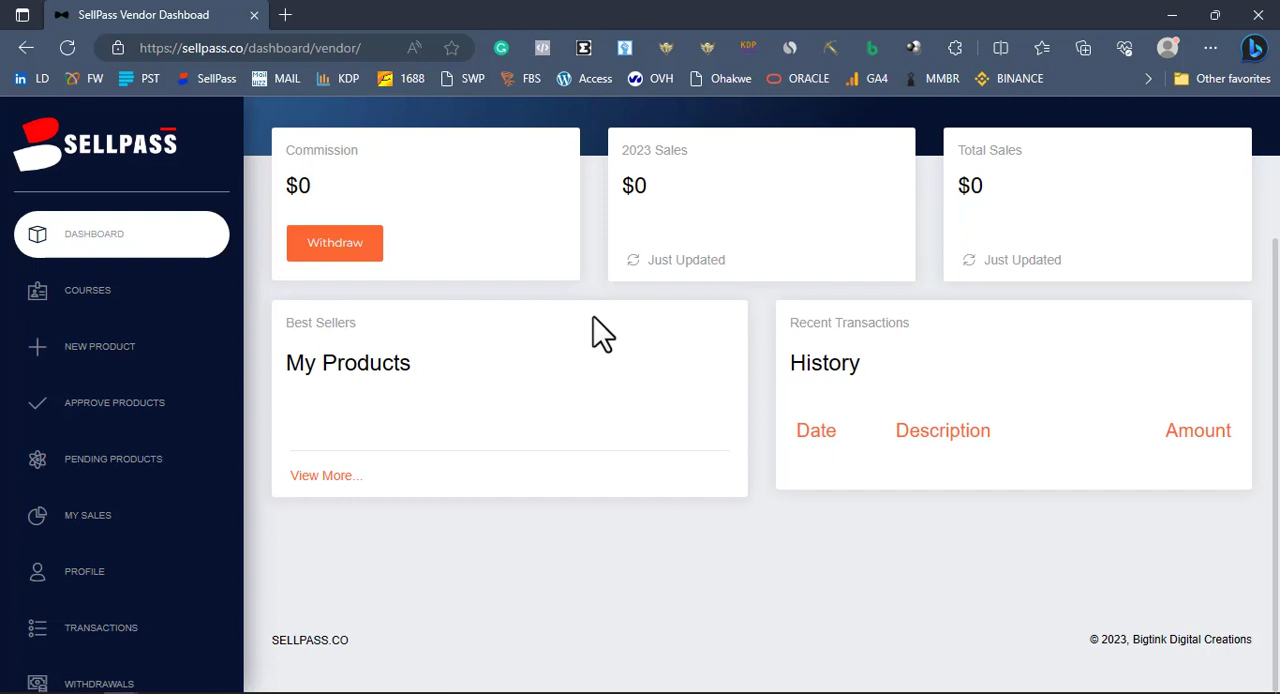 SellPass Vendor Dashboad
https://sellpass.co/dashboard/vendor/
KDP
LD FW PST SellPass MAIL KDP 1688 SWP FBS Access OVH Ohakwe ORACLE GA4 MMBR BINANCE Other favorites
SELLPASS
DASHBOARD
COURSES
NEW PRODUCT
APPROVE PRODUCTS
PENDING PRODUCTS
MY SALES
PROFILE
TRANSACTIONS
WITHDRAWALS
Commission
$0
Withdraw
2023 Sales
$0
Just Updated
Total Sales
$0
Just Updated
Best Sellers
My Products
View More...
Recent Transactions
History
Date Description Amount
SELLPASS.CO
© 2023, Bigtink Digital Creations